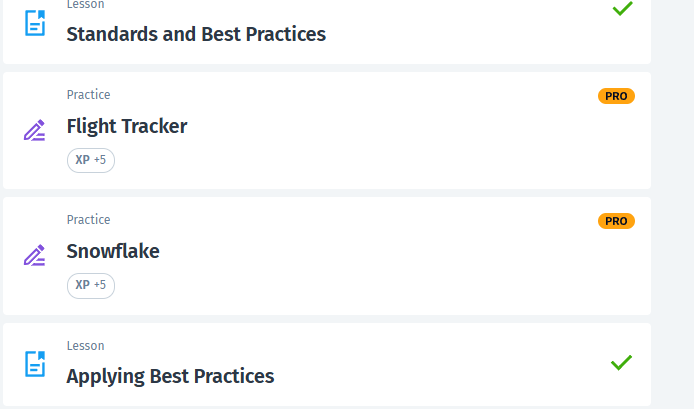 Lesson
Standards and Best Practices
Practice
PRO
Flight Tracker
XP +5
Practice
PRO
Snowflake
XP +5
Lesson
Applying Best Practices